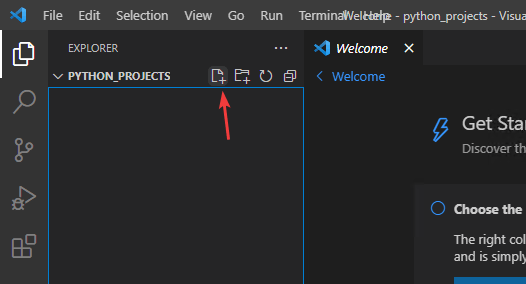 File Edit Selection View Go Run Terminal Help Welcome - python_projects - Visua
EXPLORER ... Welcome
PYTHON_PROJECTS Welcome
Get Star
Discover th
Choose the
The right col
and is simply